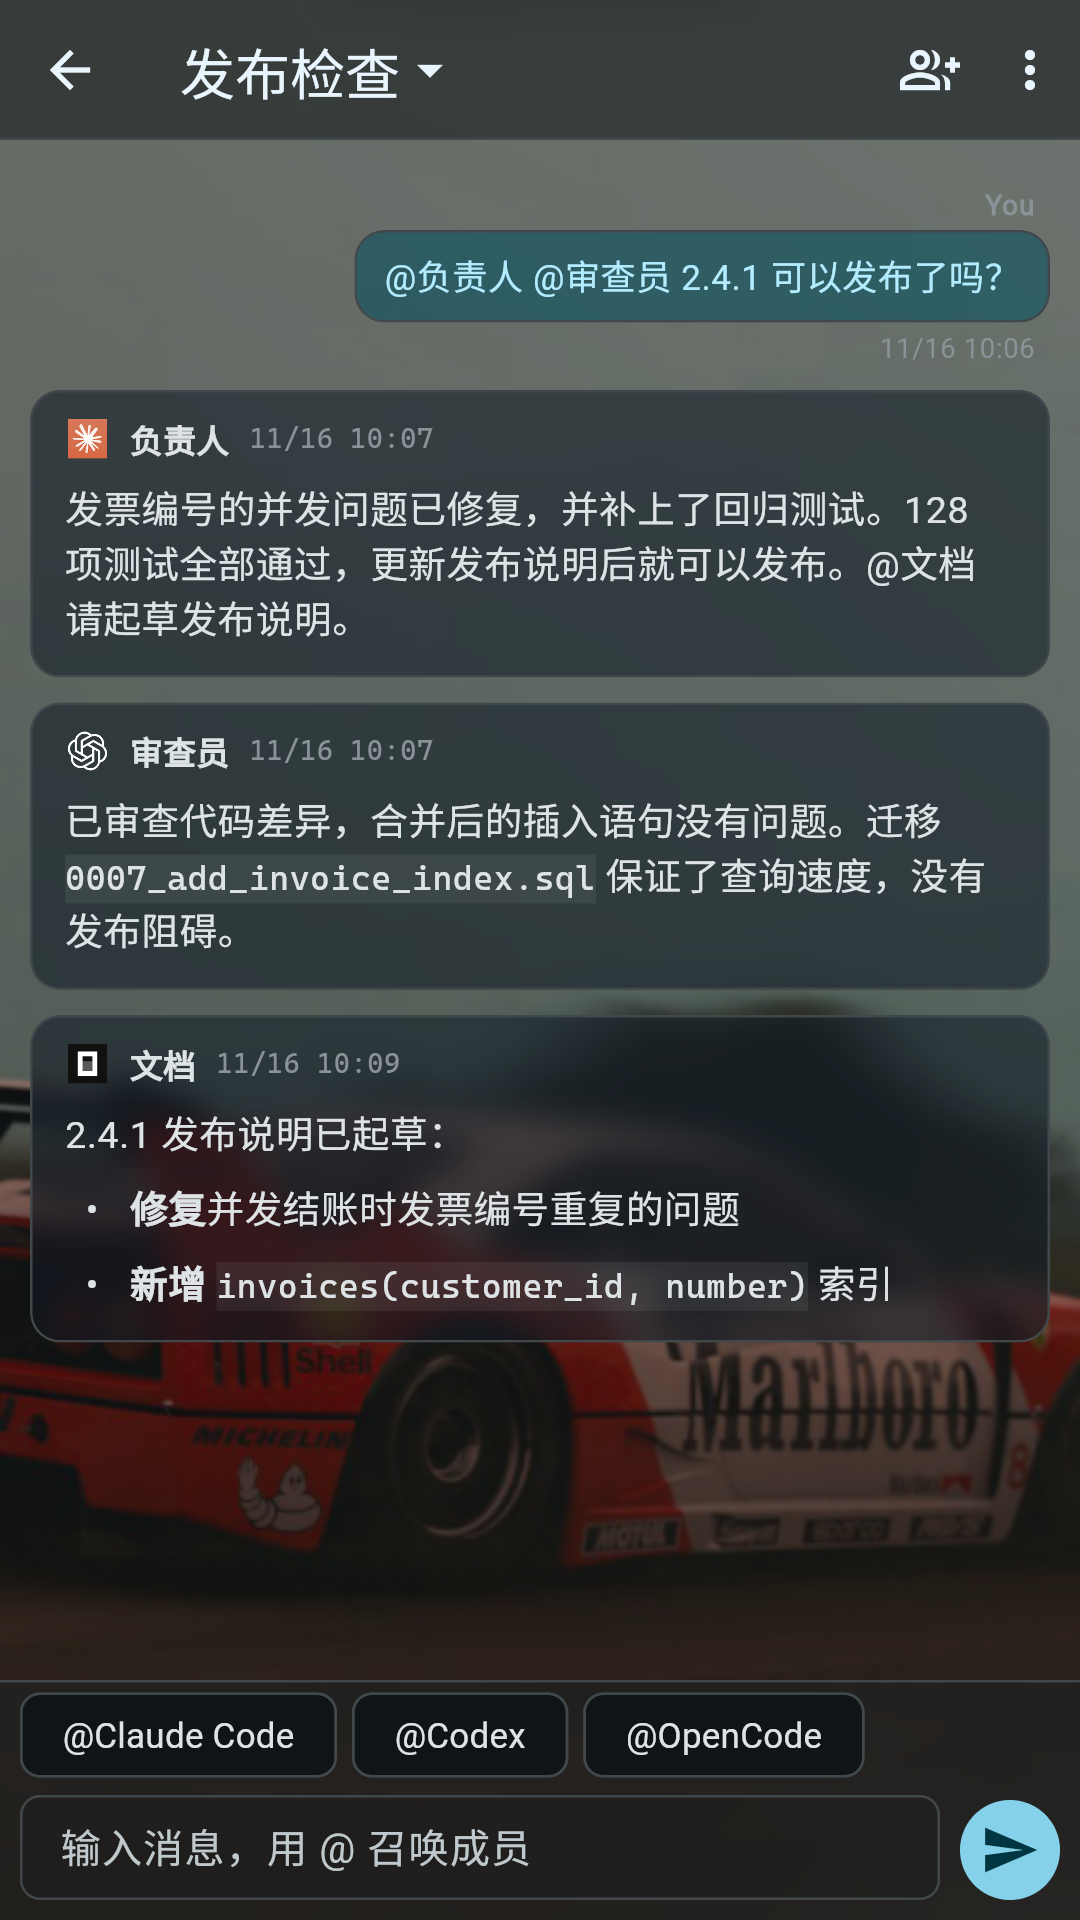 发布检查
You
@负责人 @审查员 2.4.1 可以发布了吗？
11/16 10:06
负责人 11/16 10:07
发票编号的并发问题已修复，并补上了回归测试。128
项测试全部通过，更新发布说明后就可以发布。@文档
请起草发布说明。
审查员 11/16 10:07
已审查代码差异，合并后的插入语句没有问题。迁移
0007_add_invoice_index.sql 保证了查询速度，没有
发布阻碍。
文档 11/16 10:09
2.4.1 发布说明已起草：
• 修复并发结账时发票编号重复的问题
• 新增 invoices(customer_id, number) 索引
Shell
Marlboro
MICHELIN
8
MOTUL
sparco
@Claude Code @Codex @OpenCode
输入消息，用 @ 召唤成员